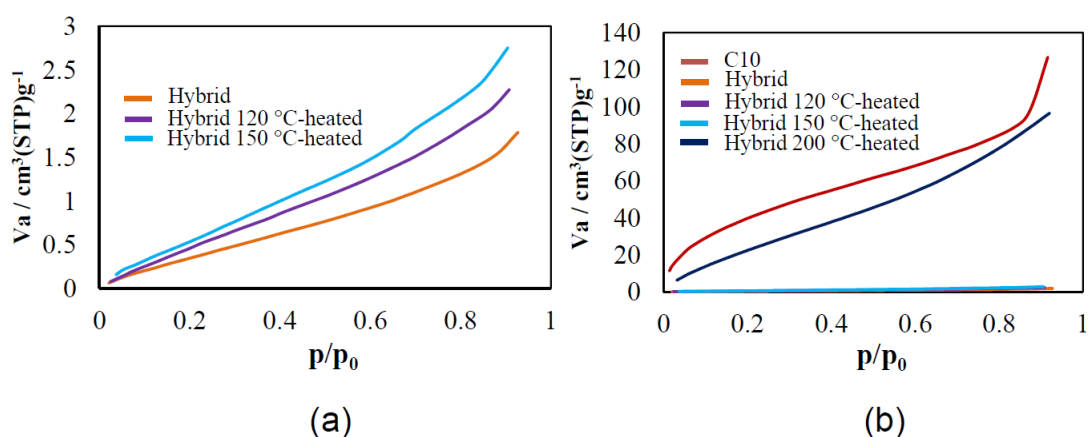 3
2.5
2
1.5
1
0.5
0
Va / cm³(STP)g⁻¹
Hybrid
Hybrid 120 °C-heated
Hybrid 150 °C-heated
0 0.2 0.4 0.6 0.8 1
p/p₀
(a)
140
120
100
80
60
40
20
0
Va / cm³(STP)g⁻¹
C10
Hybrid
Hybrid 120 °C-heated
Hybrid 150 °C-heated
Hybrid 200 °C-heated
0 0.2 0.4 0.6 0.8 1
p/p₀
(b)